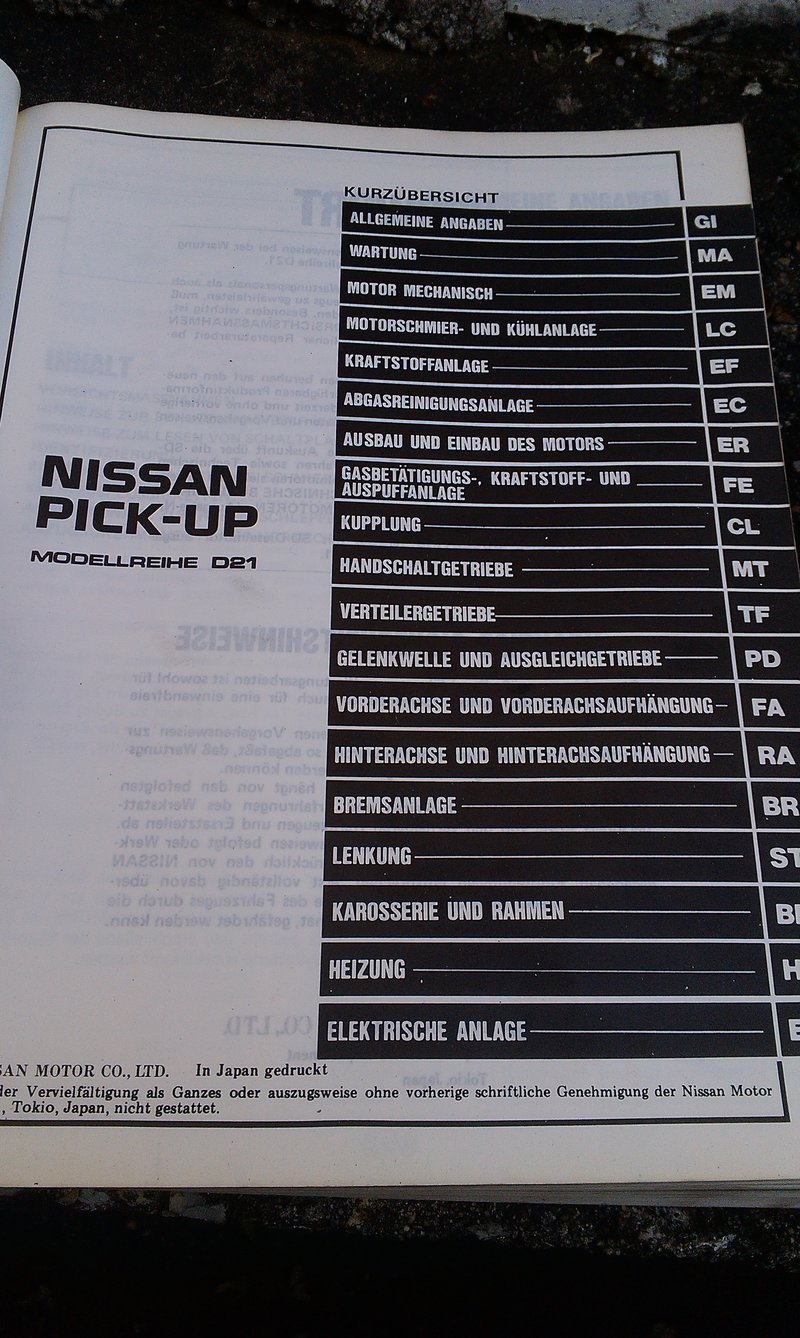 KURZÜBERSICHT
ALLGEMEINE ANGABEN GI
WARTUNG MA
MOTOR MECHANISCH EM
MOTORSCHMIER- UND KÜHLANLAGE LC
KRAFTSTOFFANLAGE EF
ABGASREINIGUNGSANLAGE EC
AUSBAU UND EINBAU DES MOTORS ER
GASBETÄTIGUNGS-, KRAFTSTOFF- UND
AUSPUFFANLAGE FE
KUPPLUNG CL
HANDSCHALTGETRIEBE MT
VERTEILERGETRIEBE TF
GELENKWELLE UND AUSGLEICHGETRIEBE PD
VORDERACHSE UND VORDERACHSAUFHÄNGUNG FA
HINTERACHSE UND HINTERACHSAUFHÄNGUNG RA
BREMSANLAGE BR
LENKUNG ST
KAROSSERIE UND RAHMEN
HEIZUNG H
ELEKTRISCHE ANLAGE E
NISSAN
PICK-UP
MODELLREIHE D21
SAN MOTOR CO., LTD. In Japan gedruckt
der Vervielfältigung als Ganzes oder auszugsweise ohne vorherige schriftliche Genehmigung der Nissan Motor
., Tokio, Japan, nicht gestattet.